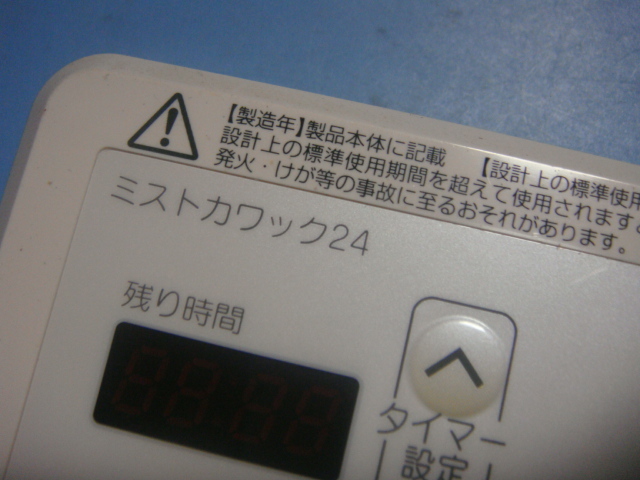 【製造年】製品本体に記載 【設計上の標準使用
設計上の標準使用期間を超えて使用されますと
発火・けが等の事故に至るおそれがあります。
ミストカワック24
残り時間
タイマー
設定